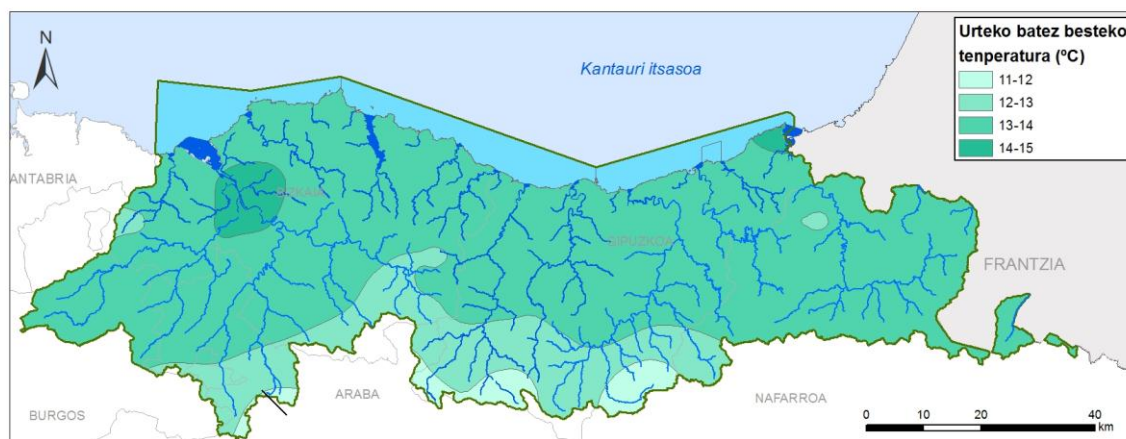 N
Kantauri itsasoa
Urteko batez besteko
tenperatura (ºC)
11-12
12-13
13-14
14-15
ANTABRIA
BIZKAIA
GIPUZKOA
FRANTZIA
ARABA
NAFARROA
BURGOS
0 10 20 40
km